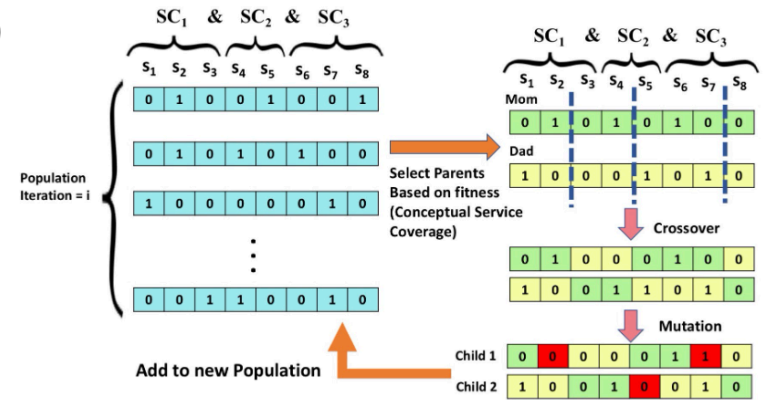 SC1 & SC2 & SC3
S1 S2 S3 S4 S5 S6 S7 S8
0 1 0 0 1 0 0 1
0 1 0 1 0 1 0 0
1 0 0 0 0 0 1 0
0 0 1 1 0 0 1 0
Population
Iteration = i
Select Parents
Based on fitness
(Conceptual Service
Coverage)
SC1 & SC2 & SC3
S1 S2 S3 S4 S5 S6 S7 S8
Mom
0 1 0 1 0 1 0 0
Dad
1 0 0 0 1 0 1 0
Crossover
0 1 0 0 0 1 0 0
1 0 0 1 1 0 1 0
Mutation
Child 1 0 0 0 0 0 1 1 0
Child 2 1 0 0 1 0 0 1 0
Add to new Population